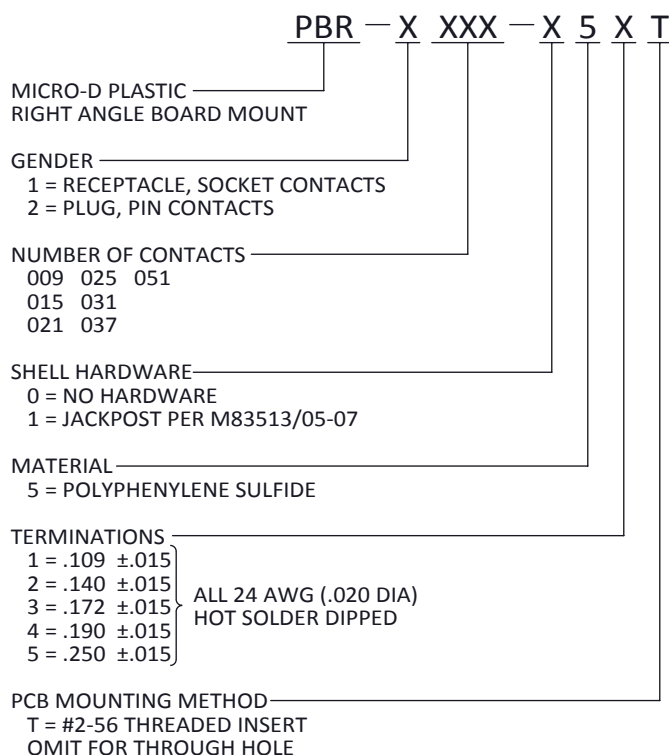 PBR — X XXX — X 5 X T
MICRO-D PLASTIC
RIGHT ANGLE BOARD MOUNT
GENDER
1 = RECEPTACLE, SOCKET CONTACTS
2 = PLUG, PIN CONTACTS
NUMBER OF CONTACTS
009 025 051
015 031
021 037
SHELL HARDWARE
0 = NO HARDWARE
1 = JACKPOST PER M83513/05-07
MATERIAL
5 = POLYPHENYLENE SULFIDE
TERMINATIONS
1 = .109 ±.015
2 = .140 ±.015
3 = .172 ±.015
4 = .190 ±.015
5 = .250 ±.015
ALL 24 AWG (.020 DIA)
HOT SOLDER DIPPED
PCB MOUNTING METHOD
T = #2-56 THREADED INSERT
OMIT FOR THROUGH HOLE